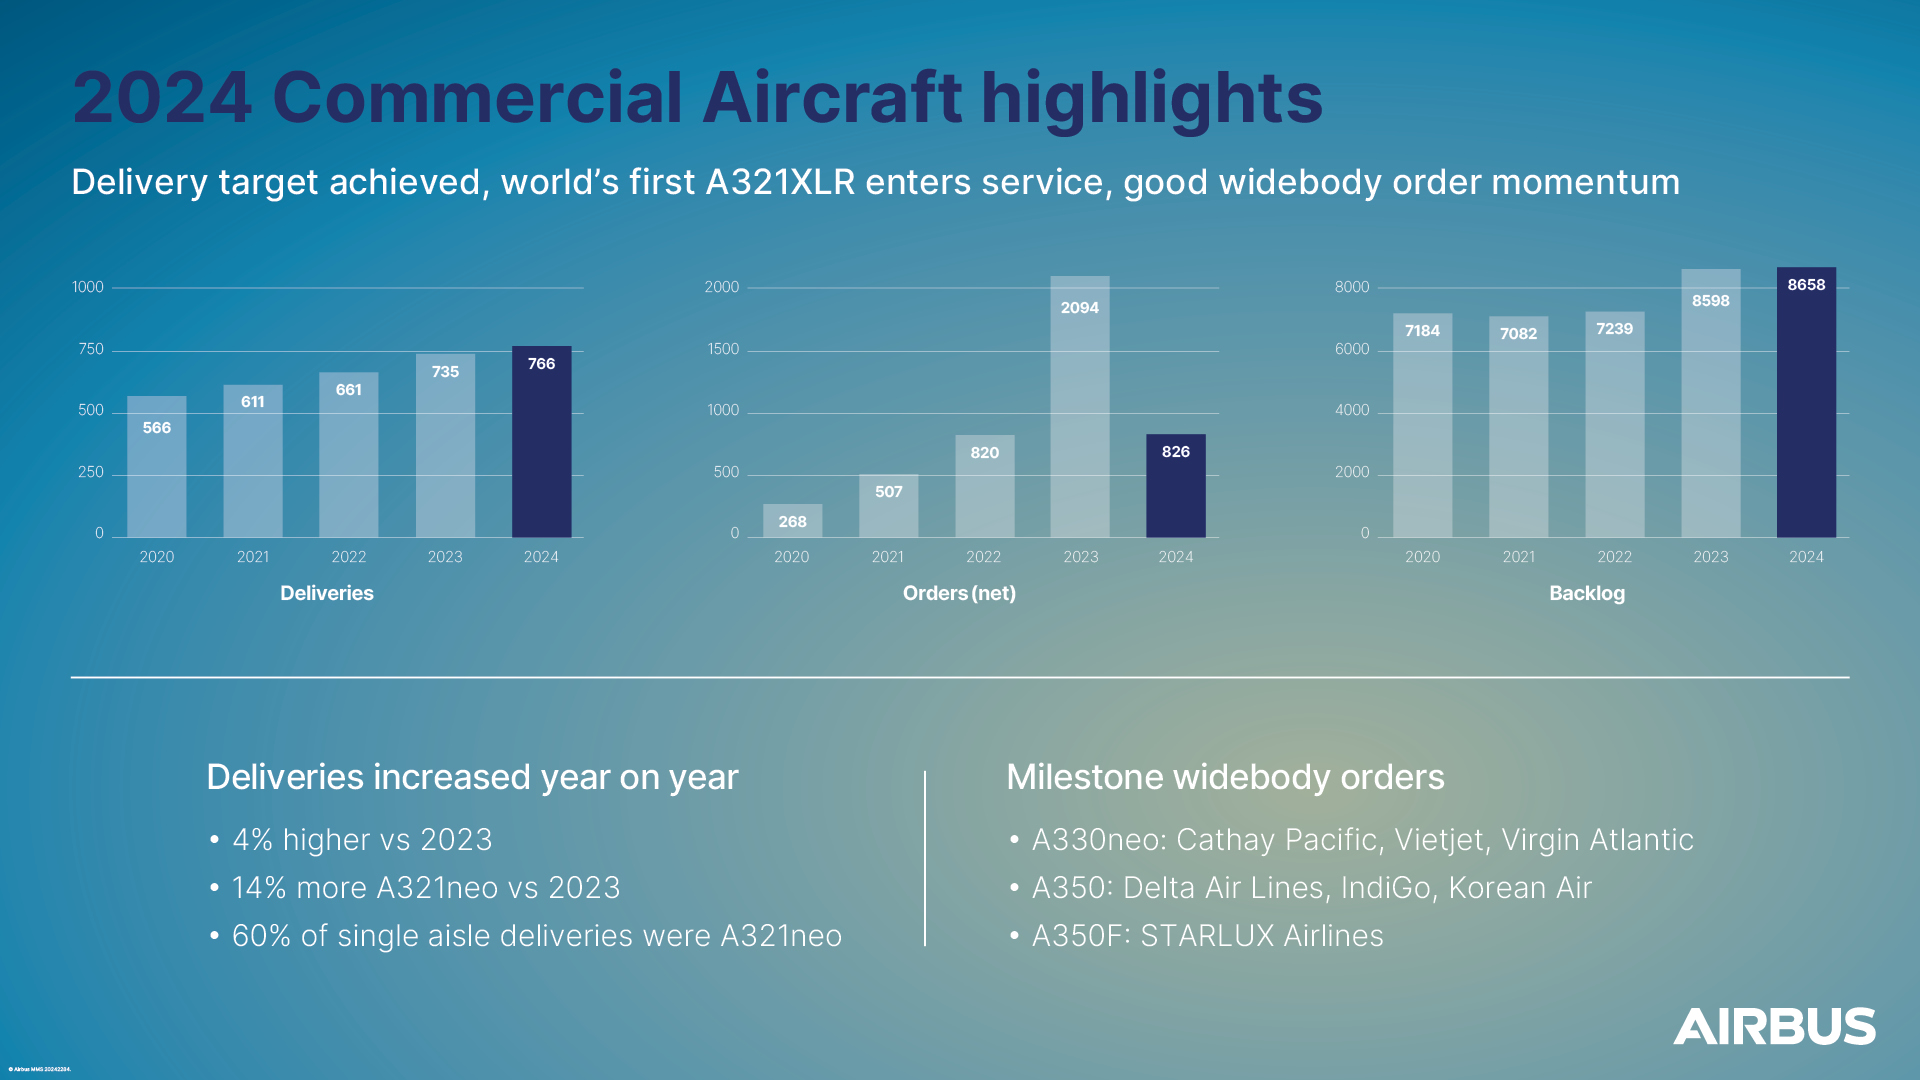 2024 Commercial Aircraft highlights
Delivery target achieved, world’s first A321XLR enters service, good widebody order momentum
1000
750
500
250
0
566
611
661
735
766
2020 2021 2022 2023 2024
Deliveries
2000
1500
1000
500
0
268
507
820
2094
826
2020 2021 2022 2023 2024
Orders (net)
8000
6000
4000
2000
0
7184
7082
7239
8598
8658
2020 2021 2022 2023 2024
Backlog
Deliveries increased year on year
• 4% higher vs 2023
• 14% more A321neo vs 2023
• 60% of single aisle deliveries were A321neo
Milestone widebody orders
• A330neo: Cathay Pacific, Vietjet, Virgin Atlantic
• A350: Delta Air Lines, IndiGo, Korean Air
• A350F: STARLUX Airlines
AIRBUS
© Airbus MMS 20242284.